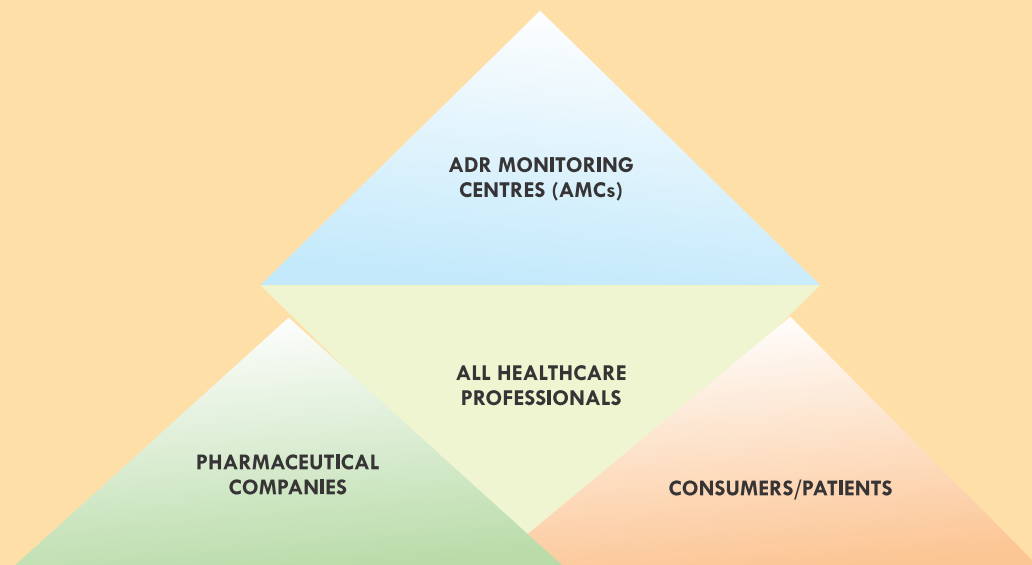 ADR MONITORING
CENTRES (AMCs)
ALL HEALTHCARE
PROFESSIONALS
PHARMACEUTICAL
COMPANIES
CONSUMERS/PATIENTS